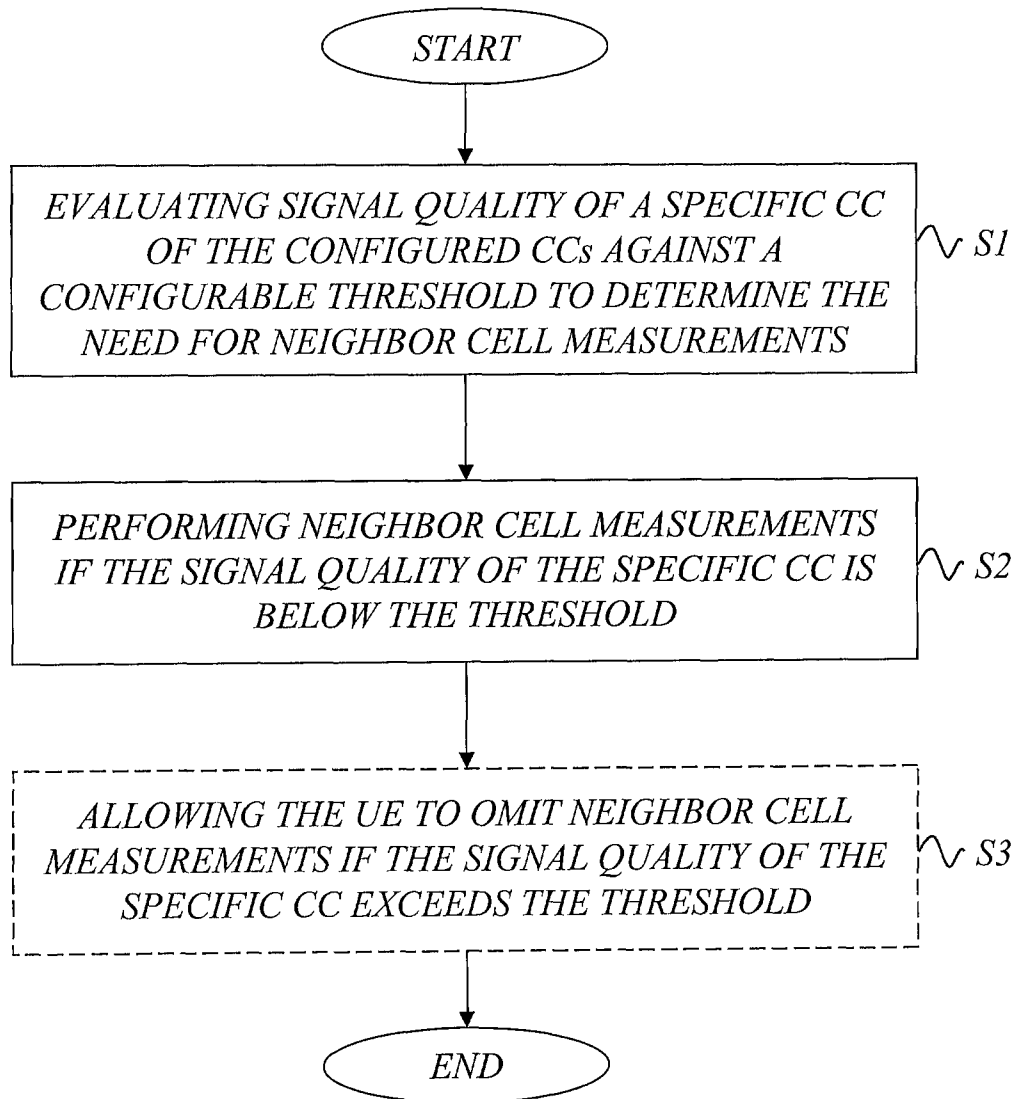 START
EVALUATING SIGNAL QUALITY OF A SPECIFIC CC
OF THE CONFIGURED CCs AGAINST A
CONFIGURABLE THRESHOLD TO DETERMINE THE
NEED FOR NEIGHBOR CELL MEASUREMENTS
S1
PERFORMING NEIGHBOR CELL MEASUREMENTS
IF THE SIGNAL QUALITY OF THE SPECIFIC CC IS
BELOW THE THRESHOLD
S2
ALLOWING THE UE TO OMIT NEIGHBOR CELL
MEASUREMENTS IF THE SIGNAL QUALITY OF THE
SPECIFIC CC EXCEEDS THE THRESHOLD
S3
END